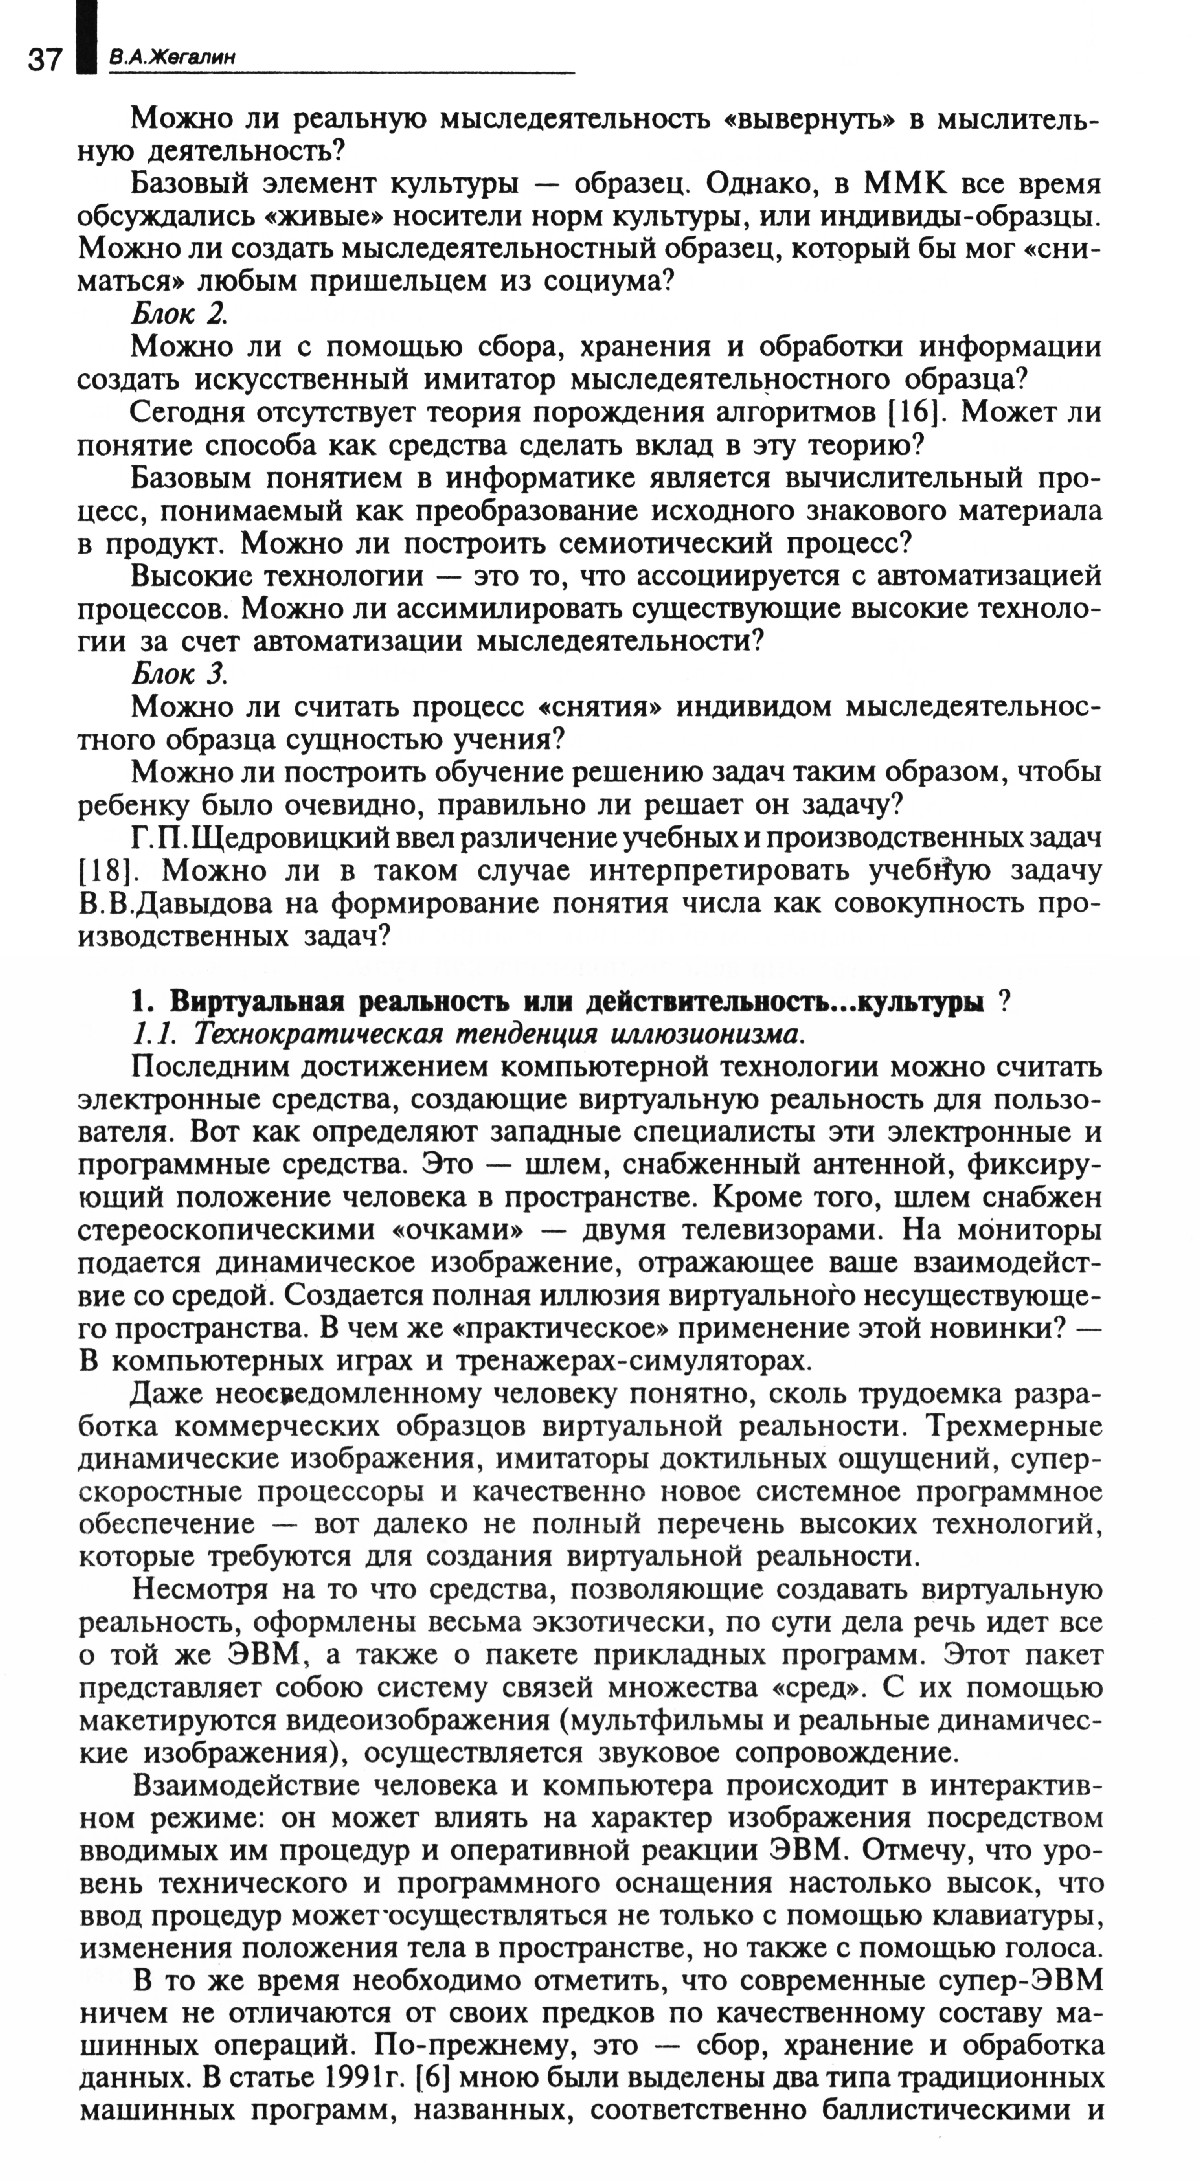 37 В.А.Жегалин
Можно ли реальную мыследеятельность «вывернуть» в мыслитель-
ную деятельность?
Базовый элемент культуры — образец. Однако, в ММК все время
обсуждались «живые» носители норм культуры, или индивиды-образцы.
Можно ли создать мыследеятельностный образец, который бы мог «сни-
маться» любым пришельцем из социума?
Блок 2.
Можно ли с помощью сбора, хранения и обработки информации
создать искусственный имитатор мыследеятельностного образца?
Сегодня отсутствует теория порождения алгоритмов [16]. Может ли
понятие способа как средства сделать вклад в эту теорию?
Базовым понятием в информатике является вычислительный про-
цесс, понимаемый как преобразование исходного знакового материала
в продукт. Можно ли построить семиотический процесс?
Высокие технологии — это то, что ассоциируется с автоматизацией
процессов. Можно ли ассимилировать существующие высокие техноло-
гии за счет автоматизации мыследеятельности?
Блок 3.
Можно ли считать процесс «снятия» индивидом мыследеятельнос-
тного образца сущностью учения?
Можно ли построить обучение решению задач таким образом, чтобы
ребенку было очевидно, правильно ли решает он задачу?
Г.П.Щедровицкий ввел различение учебных и производственных задач
[18]. Можно ли в таком случае интерпретировать учебную задачу
В.В.Давыдова на формирование понятия числа как совокупность про-
изводственных задач?
1. Виртуальная реальность или действительность...культуры ?
1.1. Технократическая тенденция иллюзионизма.
Последним достижением компьютерной технологии можно считать
электронные средства, создающие виртуальную реальность для пользо-
вателя. Вот как определяют западные специалисты эти электронные и
программные средства. Это — шлем, снабженный антенной, фиксиру-
ющий положение человека в пространстве. Кроме того, шлем снабжен
стереоскопическими «очками» — двумя телевизорами. На мониторы
подается динамическое изображение, отражающее ваше взаимодейст-
вие со средой. Создается полная иллюзия виртуального несуществующе-
го пространства. В чем же «практическое» применение этой новинки? —
В компьютерных играх и тренажерах-симуляторах.
Даже неосведомленному человеку понятно, сколь трудоемка разра-
ботка коммерческих образцов виртуальной реальности. Трехмерные
динамические изображения, имитаторы доктильных ощущений, супер-
скоростные процессоры и качественно новое системное программное
обеспечение — вот далеко не полный перечень высоких технологий,
которые требуются для создания виртуальной реальности.
Несмотря на то что средства, позволяющие создавать виртуальную
реальность, оформлены весьма экзотически, по сути дела речь идет все
о той же ЭВМ, а также о пакете прикладных программ. Этот пакет
представляет собою систему связей множества «сред». С их помощью
макетируются видеоизображения (мультфильмы и реальные динамичес-
кие изображения), осуществляется звуковое сопровождение.
Взаимодействие человека и компьютера происходит в интерактив-
ном режиме: он может влиять на характер изображения посредством
вводимых им процедур и оперативной реакции ЭВМ. Отмечу, что уро-
вень технического и программного оснащения настолько высок, что
ввод процедур может осуществляться не только с помощью клавиатуры,
изменения положения тела в пространстве, но также с помощью голоса.
В то же время необходимо отметить, что современные супер-ЭВМ
ничем не отличаются от своих предков по качественному составу ма-
шинных операций. По-прежнему, это — сбор, хранение и обработка
данных. В статье 1991г. [6] мною были выделены два типа традиционных
машинных программ, названных, соответственно баллистическими и